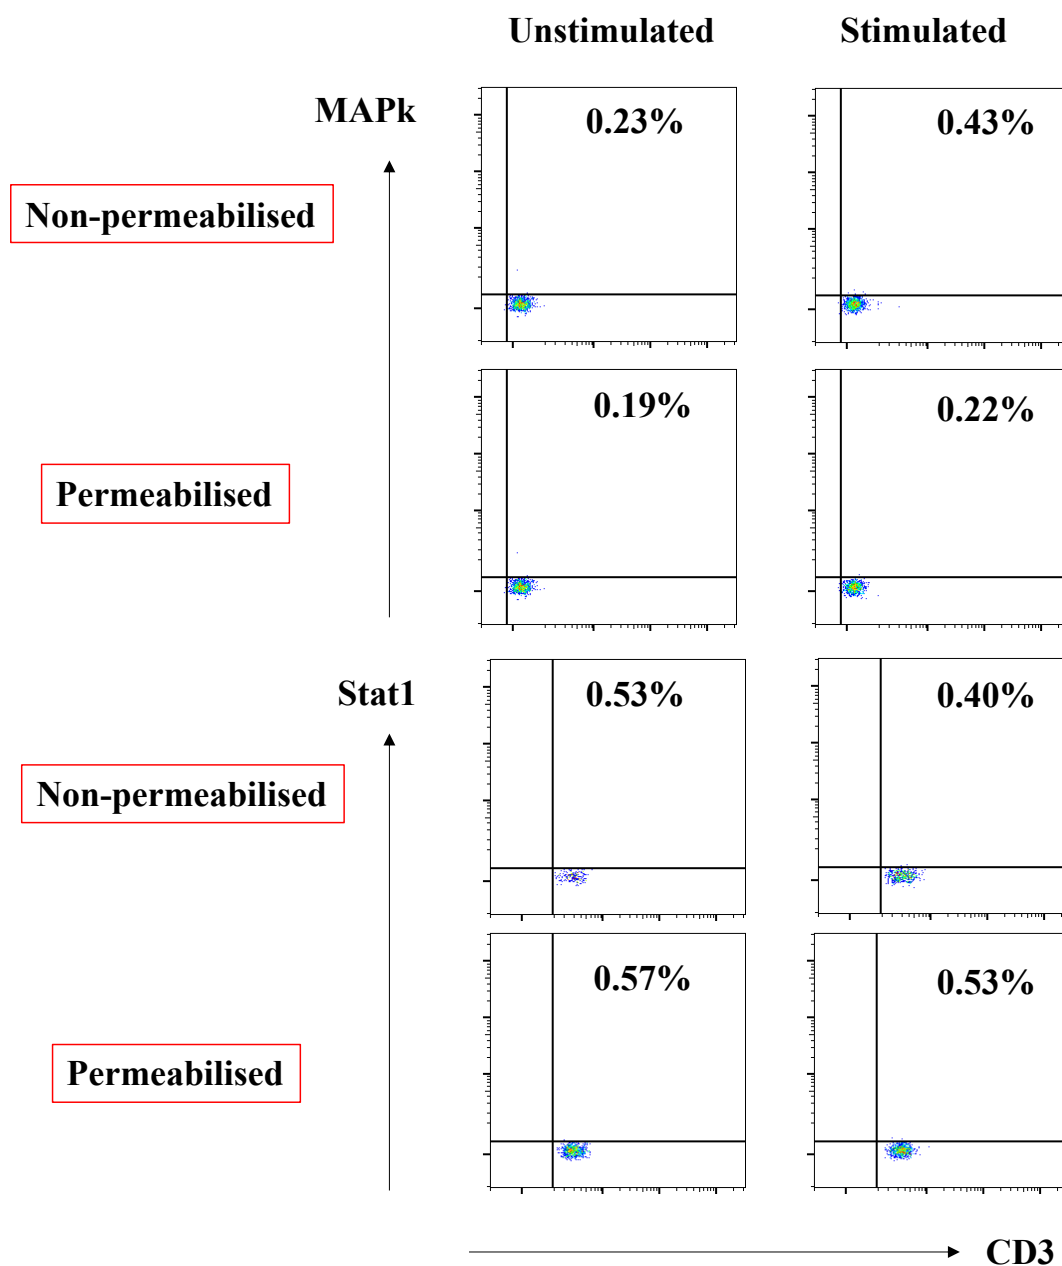 Unstimulated Stimulated
MAPk
0.23% 0.43%
Non-permeabilised
0.19% 0.22%
Permeabilised
Stat1
0.53% 0.40%
Non-permeabilised
0.57% 0.53%
Permeabilised
CD3